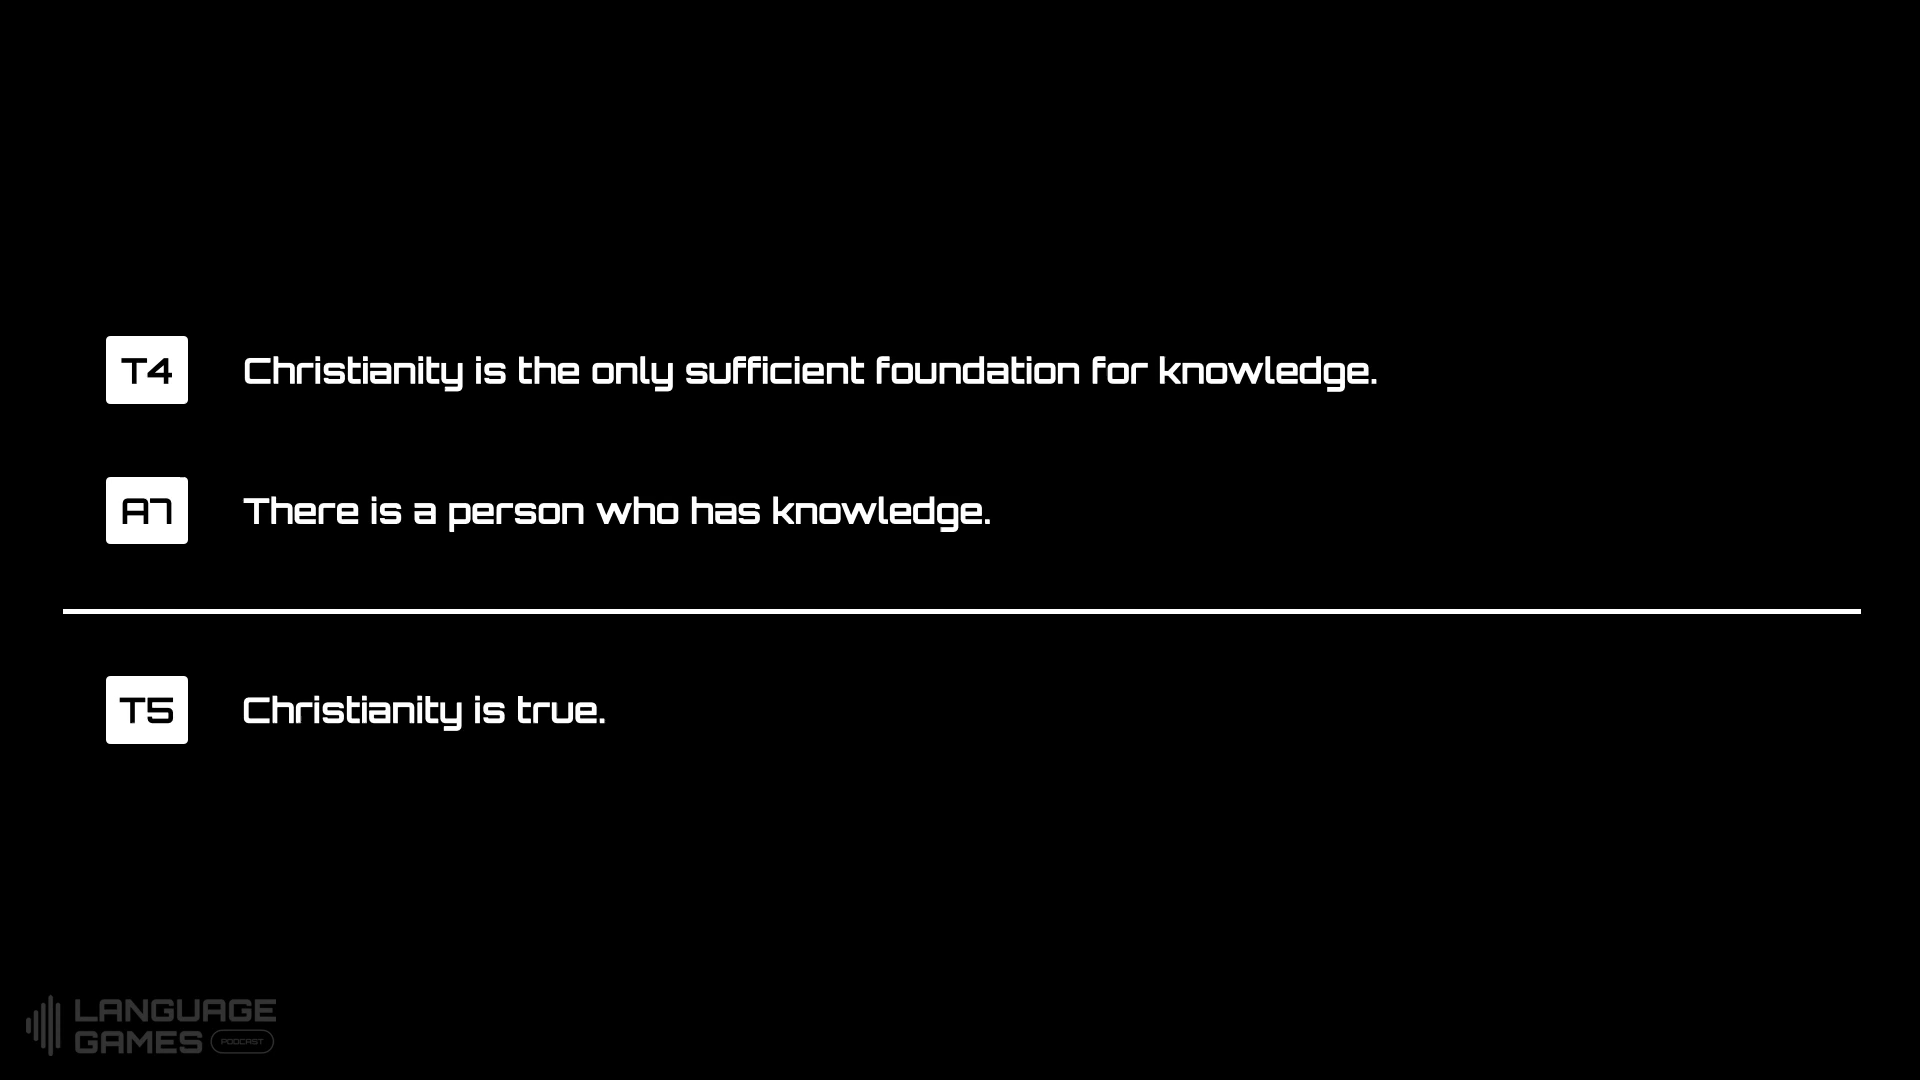 T4 Christianity is the only sufficient foundation for knowledge.
A7 There is a person who has knowledge.
T5 Christianity is true.
LANGUAGE
GAMES PODCAST